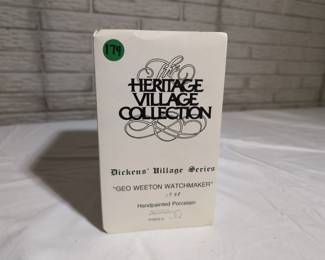 174
The
HERITAGE
VILLAGE
COLLECTION
Dickens' Village Series
"GEO WEETON WATCHMAKER"
Handpainted Porcelain